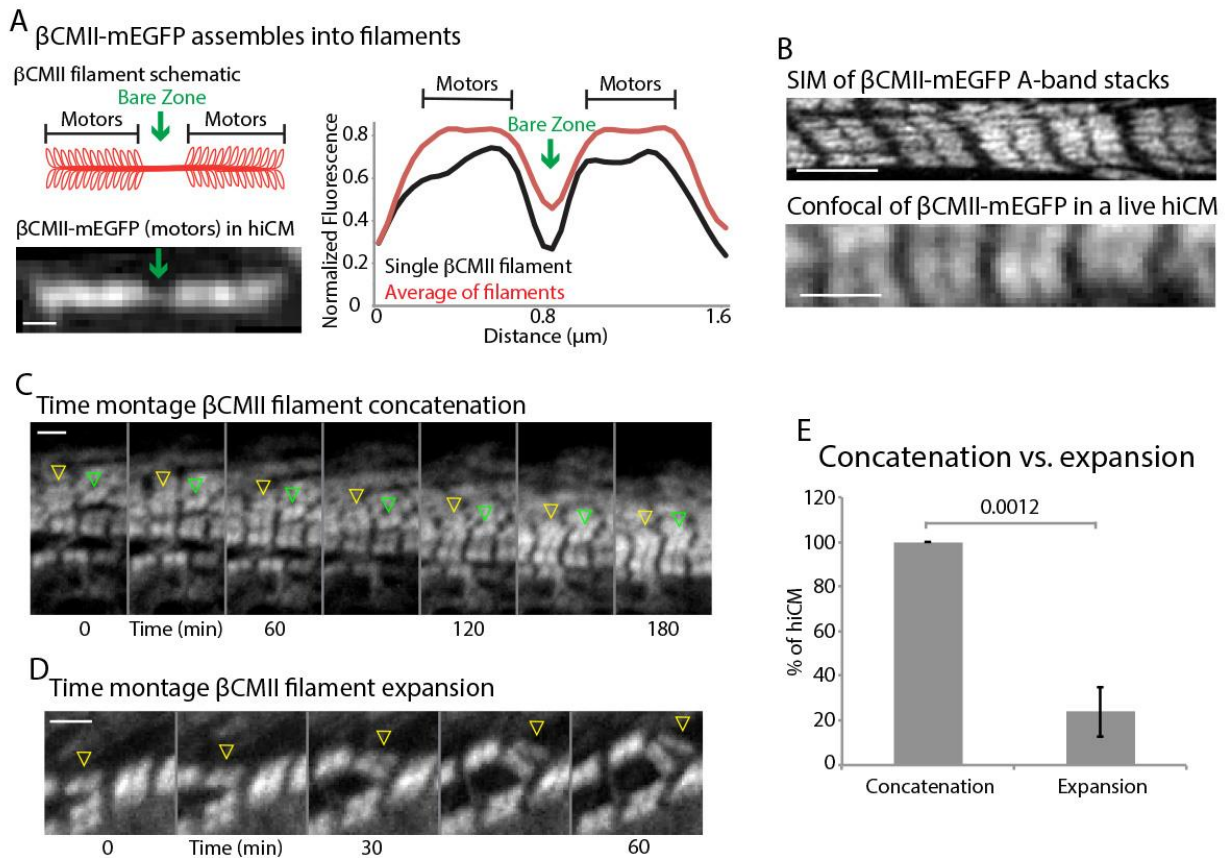 A
βCMII-mEGFP assembles into filaments
βCMII filament schematic
Bare Zone
Motors
Motors
βCMII-mEGFP (motors) in hiCM
Motors
Motors
Bare Zone
Normalized Fluorescence
0.8
0.6
0.4
0.2
0
Single βCMII filament
Average of filaments
0
0.8
1.6
Distance (μm)
B
SIM of βCMII-mEGFP A-band stacks
Confocal of βCMII-mEGFP in a live hiCM
C
Time montage βCMII filament concatenation
0 Time (min) 60 120 180
D
Time montage βCMII filament expansion
0 Time (min) 30 60
E
Concatenation vs. expansion
% of hiCM
120
100
80
60
40
20
0
0.0012
Concatenation
Expansion